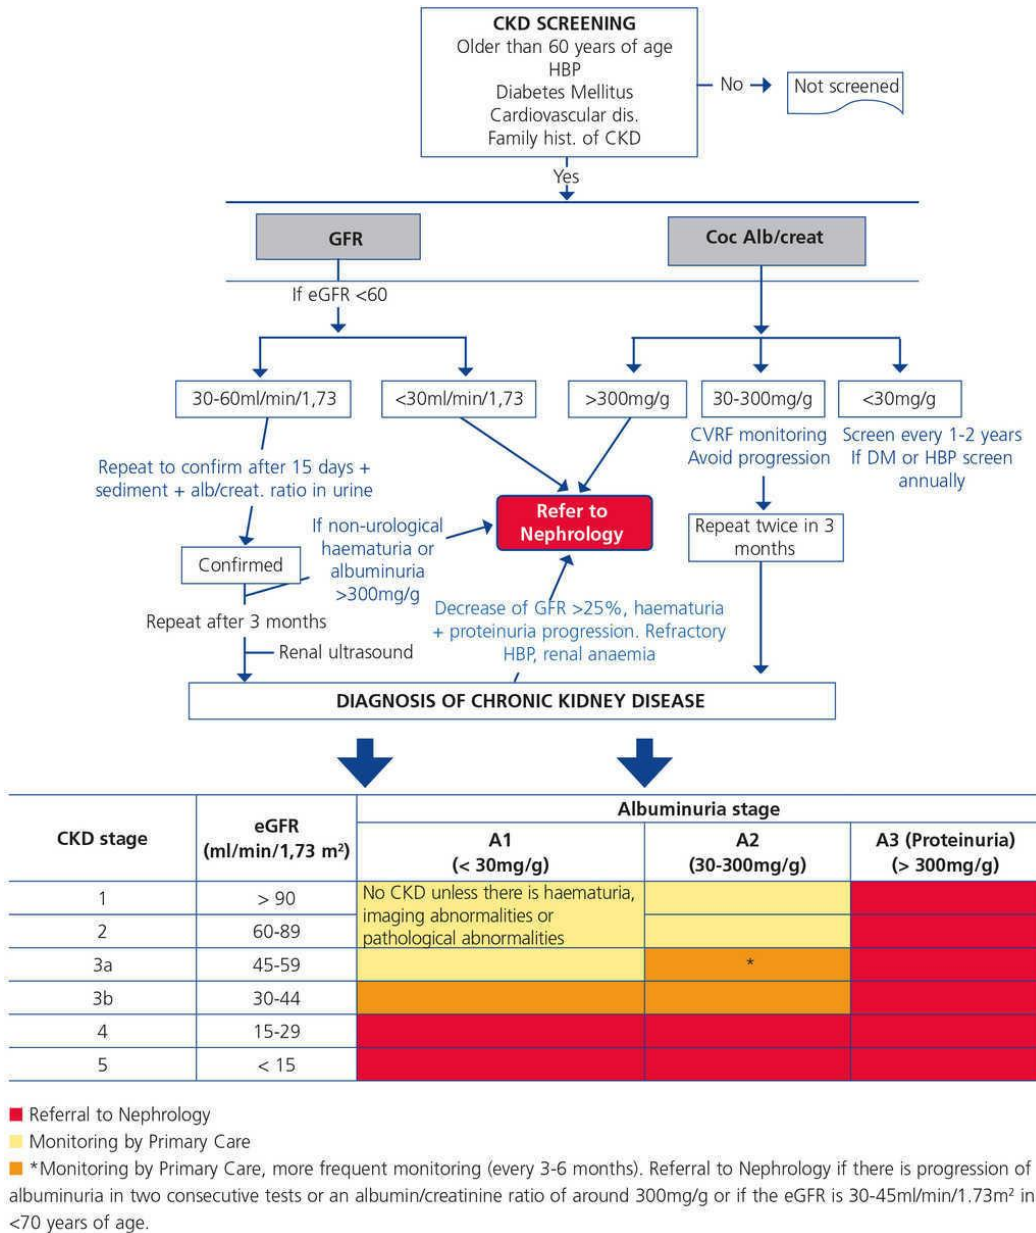 CKD SCREENING
Older than 60 years of age
HBP
Diabetes Mellitus
Cardiovascular dis.
Family hist. of CKD
No
Not screened
Yes
GFR
Coc Alb/creat
If eGFR <60
30-60ml/min/1,73
<30ml/min/1,73
>300mg/g
30-300mg/g
<30mg/g
CVRF monitoring
Avoid progression
Screen every 1-2 years
If DM or HBP screen
annually
Repeat to confirm after 15 days +
sediment + alb/creat. ratio in urine
Refer to
Nephrology
Repeat twice in 3
months
If non-urological
haematuria or
albuminuria
>300mg/g
Confirmed
Repeat after 3 months
Renal ultrasound
Decrease of GFR >25%, haematuria
+ proteinuria progression. Refractory
HBP, renal anaemia
DIAGNOSIS OF CHRONIC KIDNEY DISEASE
CKD stage
eGFR
(ml/min/1,73 m²)
Albuminuria stage
A1
(< 30mg/g)
A2
(30-300mg/g)
A3 (Proteinuria)
(> 300mg/g)
1
> 90
No CKD unless there is haematuria,
imaging abnormalities or
pathological abnormalities
2
60-89
3a
45-59
*
3b
30-44
4
15-29
5
< 15
Referral to Nephrology
Monitoring by Primary Care
*Monitoring by Primary Care, more frequent monitoring (every 3-6 months). Referral to Nephrology if there is progression of
albuminuria in two consecutive tests or an albumin/creatinine ratio of around 300mg/g or if the eGFR is 30-45ml/min/1.73m² in
<70 years of age.